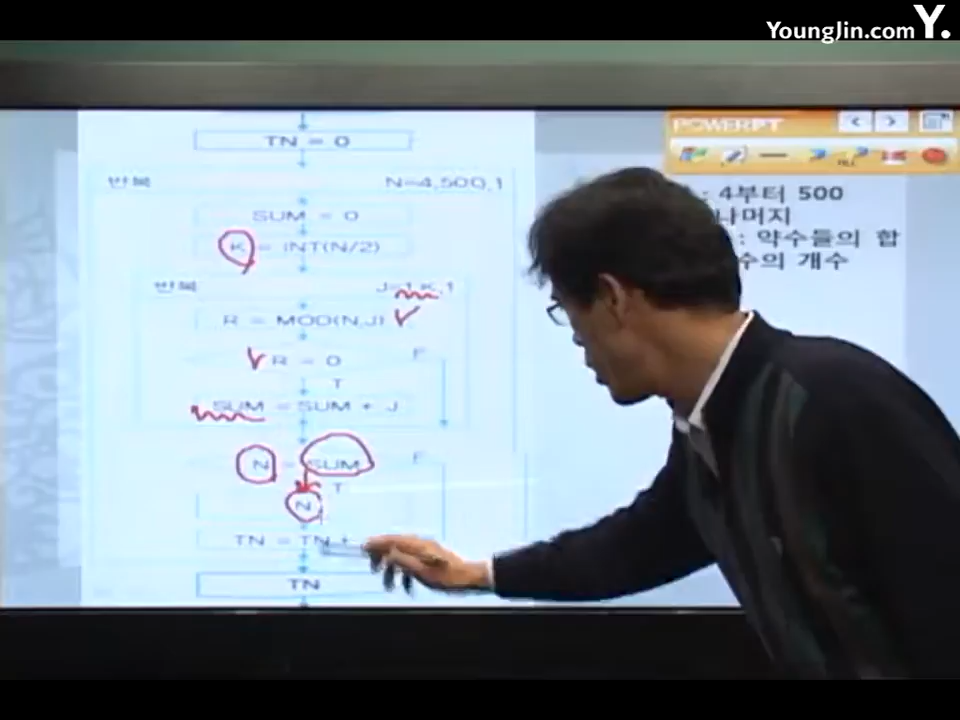 YoungJin.com Y.
POWERPT
TN = 0
반복 N=4,500,1
SUM = 0
K = INT(N/2)
반복 J=1,K,1
R = MOD(N,J)
R = 0 F
T
SUM = SUM + J
N = SUM F
T
N
TN = TN +
TN
: 4부터 500
나머지
: 약수들의 합
수의 개수